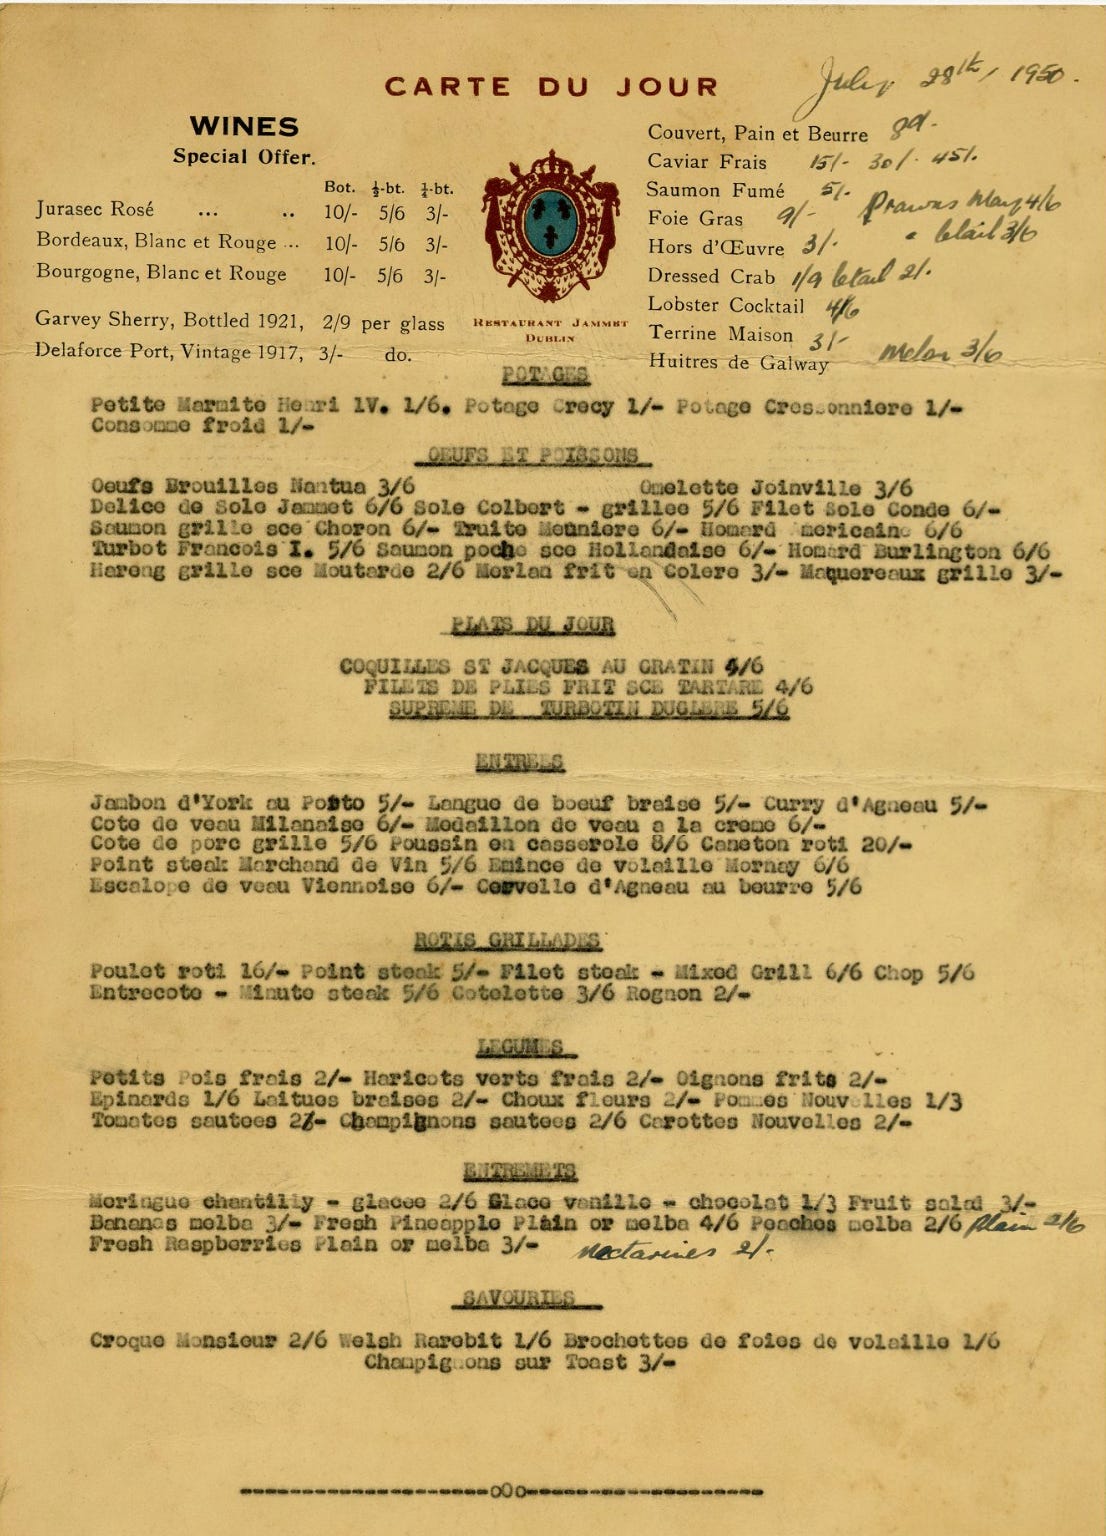 July 28th, 1950.
CARTE DU JOUR
WINES
Special Offer.
Bot. ½-bt. ¼-bt.
Jurasec Rosé ... .. 10/- 5/6 3/-
Bordeaux, Blanc et Rouge ... 10/- 5/6 3/-
Bourgogne, Blanc et Rouge 10/- 5/6 3/-
Garvey Sherry, Bottled 1921, 2/9 per glass
Delaforce Port, Vintage 1917, 3/- do.
RESTAURANT JAMMET
DUBLIN
Couvert, Pain et Beurre 8d.
Caviar Frais 15/- 30/- 45/-
Saumon Fumé 5/-
Foie Gras 9/- Prawns May 4/6
Hors d'Œuvre 3/- " 3/6
Dressed Crab 1/9 2/-
Lobster Cocktail 4/6
Terrine Maison 3/-
Huitres de Galway Melon 3/6
POTAGES
Petite Marmite Henri 1V. 1/6. Potage Crecy 1/- Potage Cressonniere 1/-
Consomme froid 1/-
OEUFS ET POISSONS
Oeufs Brouilles Nantua 3/6 Omelette Joinville 3/6
Delice de Sole Jammet 6/6 Sole Colbert - grillee 5/6 Filet Sole Conde 6/-
Saumon grille sce Choron 6/- Truite Meuniere 6/- Homard Americaine 6/6
Turbot Francois I. 5/6 Saumon poche sce Hollandaise 6/- Homard Burlington 6/6
Hareng grille sce Moutarde 2/6 Merlan frit en Colere 3/- Maquereaux grille 3/-
PLATS DU JOUR
COQUILLES ST JACQUES AU GRATIN 4/6
FILETS DE PLIES FRIT SCE TARTARE 4/6
SUPREME DE TURBOTIN DUGLERE 5/6
ENTREES
Jambon d'York au Porto 5/- Langue de boeuf braise 5/- Curry d'Agneau 5/-
Cote de veau Milanaise 6/- Medaillon de veau a la creme 6/-
Cote de porc grille 5/6 Poussin en casserole 8/6 Caneton roti 20/-
Point steak Marchand de Vin 5/6 Emince de volaille Mornay 6/6
Escalope de veau Viennoise 6/- Cervelle d'Agneau au beurre 5/6
ROTIS GRILLADES
Poulet roti 16/- Point steak 5/- Filet steak - Mixed Grill 6/6 Chop 5/6
Entrecote - Minute steak 5/6 Cotelette 3/6 Rognon 2/-
LEGUMES
Petits Pois frais 2/- Haricots verts frais 2/- Oignons frits 2/-
Epinards 1/6 Laitues braises 2/- Choux fleurs 2/- Pommes Nouvelles 1/3
Tomates sautees 2/- Champignons sautees 2/6 Carottes Nouvelles 2/-
ENTREMETS
Meringue chantilly - glacee 2/6 Glace vanille - chocolat 1/3 Fruit salad 3/-
Bananes melba 3/- Fresh Pineapple Plain or melba 4/6 Peaches melba 2/6 Plain 2/6
Fresh Raspberries Plain or melba 3/- Nectarines 2/-
SAVOURIES
Croque Monsieur 2/6 Welsh Rarebit 1/6 Brochettes de foies de volaille 1/6
Champignons sur Toast 3/-
oOo